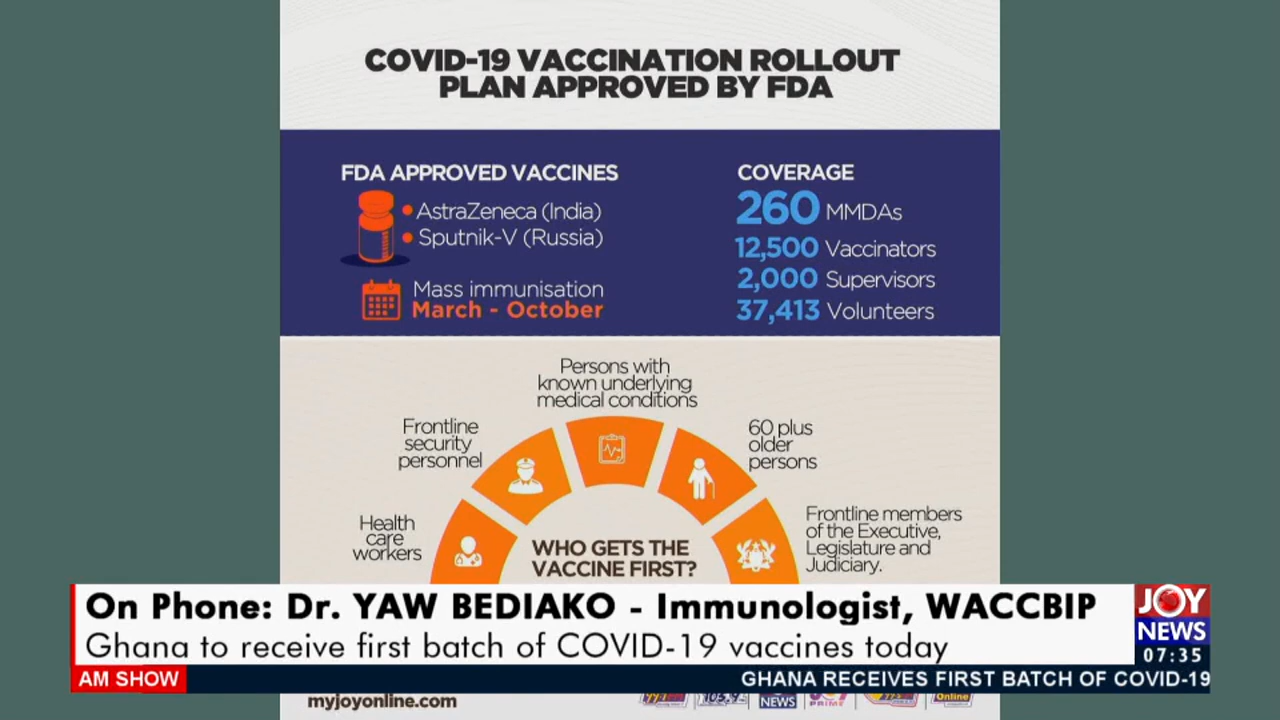 COVID-19 VACCINATION ROLLOUT
PLAN APPROVED BY FDA
FDA APPROVED VACCINES
AstraZeneca (India)
Sputnik-V (Russia)
Mass immunisation
March - October
COVERAGE
260 MMDAs
12,500 Vaccinators
2,000 Supervisors
37,413 Volunteers
Persons with
known underlying
medical conditions
Frontline
security
personnel
60 plus
older
persons
Health
care
workers
Frontline members
of the Executive,
Legislature and
Judiciary.
WHO GETS THE
VACCINE FIRST?
On Phone: Dr. YAW BEDIAKO - Immunologist, WACCBIP
Ghana to receive first batch of COVID-19 vaccines today
JOY
NEWS
07:35
AM SHOW
GHANA RECEIVES FIRST BATCH OF COVID-19
myjoyonline.com
NEWS
PRIME
Online